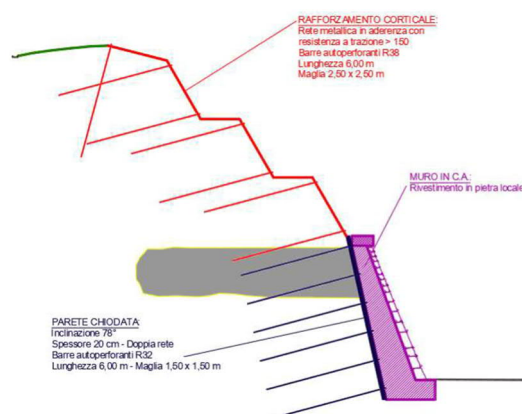 RAFFORZAMENTO CORTICALE:
Rete metallica in aderenza con
resistenza a trazione > 150
Barre autoperforanti R38
Lunghezza 6,00 m
Maglia 2,50 x 2,50 m
MURO IN C.A.:
Rivestimento in pietra locale
PARETE CHIODATA:
Inclinazione 78°
Spessore 20 cm - Doppia rete
Barre autoperforanti R32
Lunghezza 6,00 m - Maglia 1,50 x 1,50 m